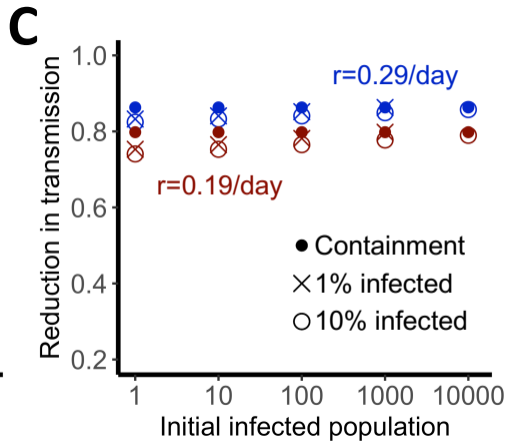 C
Reduction in transmission
1.0
0.8
0.6
0.4
0.2
r=0.29/day
r=0.19/day
Containment
1% infected
10% infected
1 10 100 1000 10000
Initial infected population